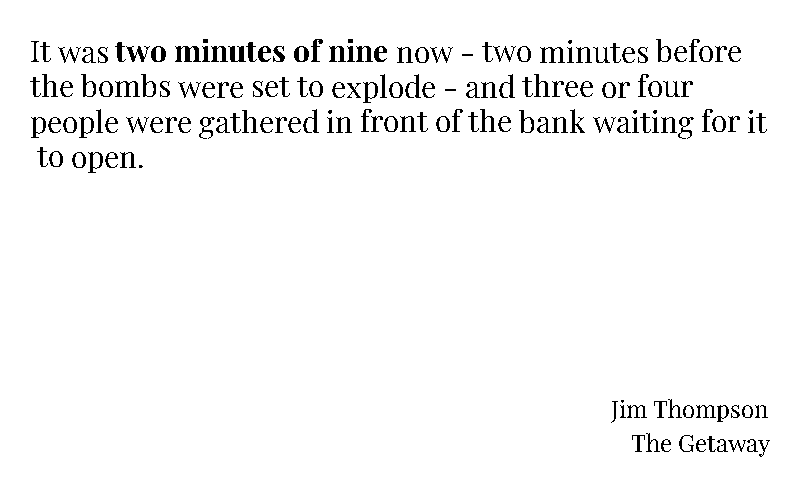 It was two minutes of nine now - two minutes before
the bombs were set to explode - and three or four
people were gathered in front of the bank waiting for it
to open.
Jim Thompson
The Getaway